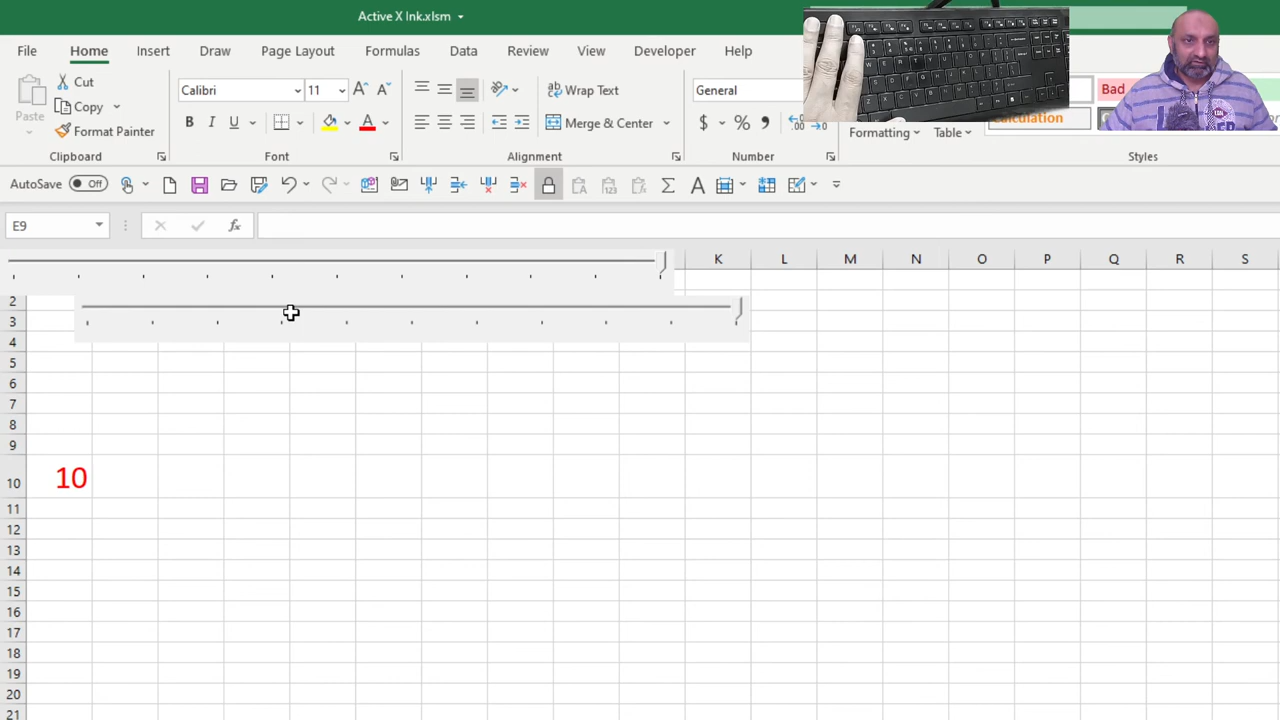 Active X Ink.xlsm
File Home Insert Draw Page Layout Formulas Data Review View Developer Help
Cut
Copy
Format Painter
Paste
Calibri 11
B I U
Wrap Text
Merge & Center
General
Formatting Table
Bad
Calculation
Clipboard Font Alignment Number Styles
AutoSave Off
E9
K L M N O P Q R S
2
3
4
5
6
7
8
9
10 10
11
12
13
14
15
16
17
18
19
20
21